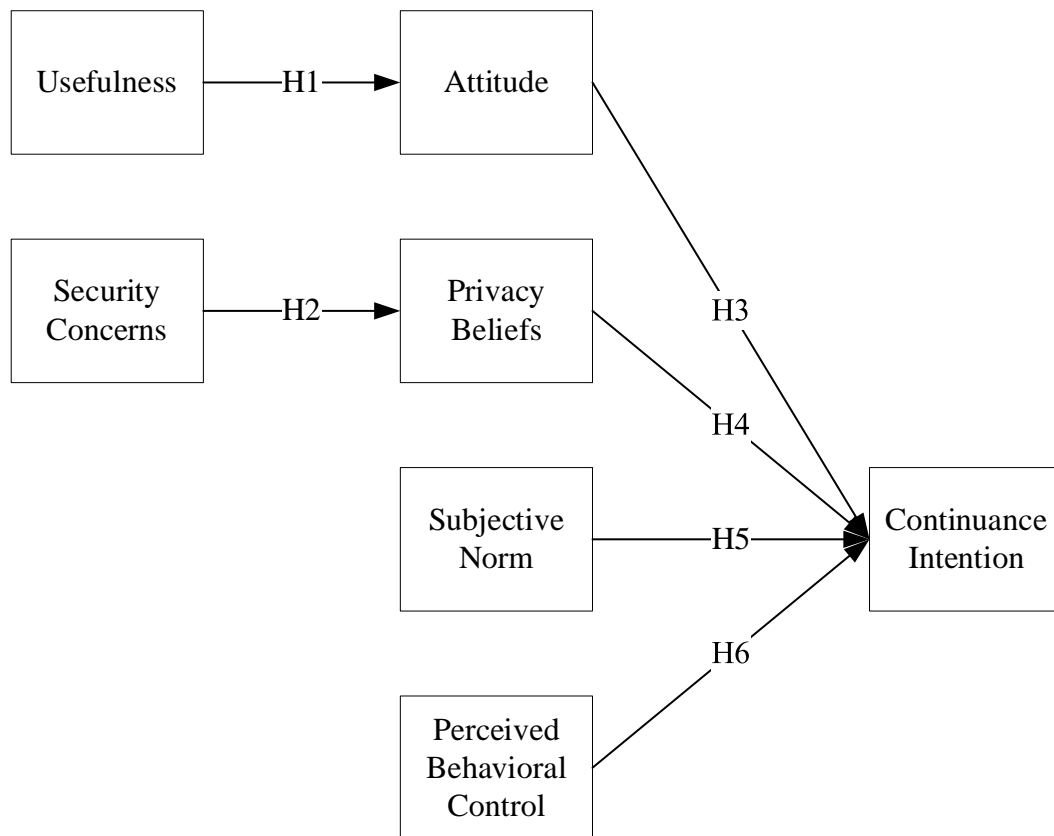 Usefulness
H1
Attitude
Security
Concerns
H2
Privacy
Beliefs
H3
H4
Subjective
Norm
H5
Continuance
Intention
H6
Perceived
Behavioral
Control